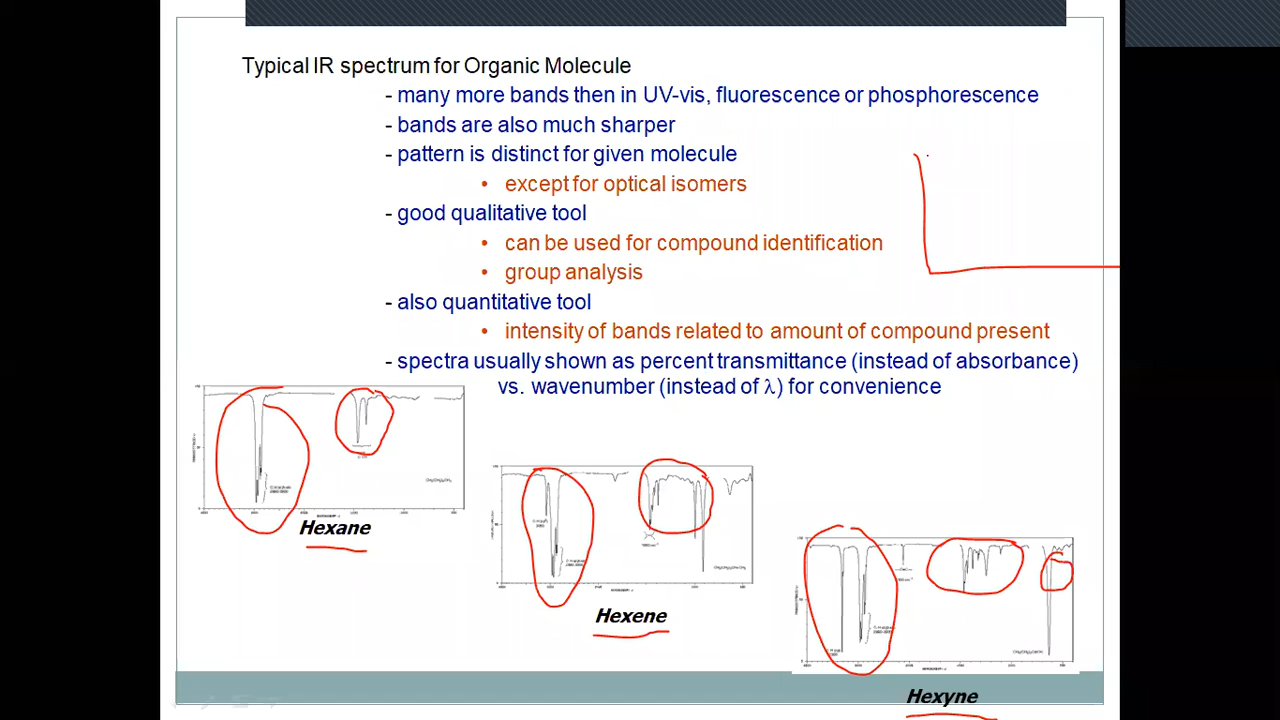 Typical IR spectrum for Organic Molecule
- many more bands then in UV-vis, fluorescence or phosphorescence
- bands are also much sharper
- pattern is distinct for given molecule
• except for optical isomers
- good qualitative tool
• can be used for compound identification
• group analysis
- also quantitative tool
• intensity of bands related to amount of compound present
- spectra usually shown as percent transmittance (instead of absorbance)
vs. wavenumber (instead of λ) for convenience
Hexane
Hexene
Hexyne